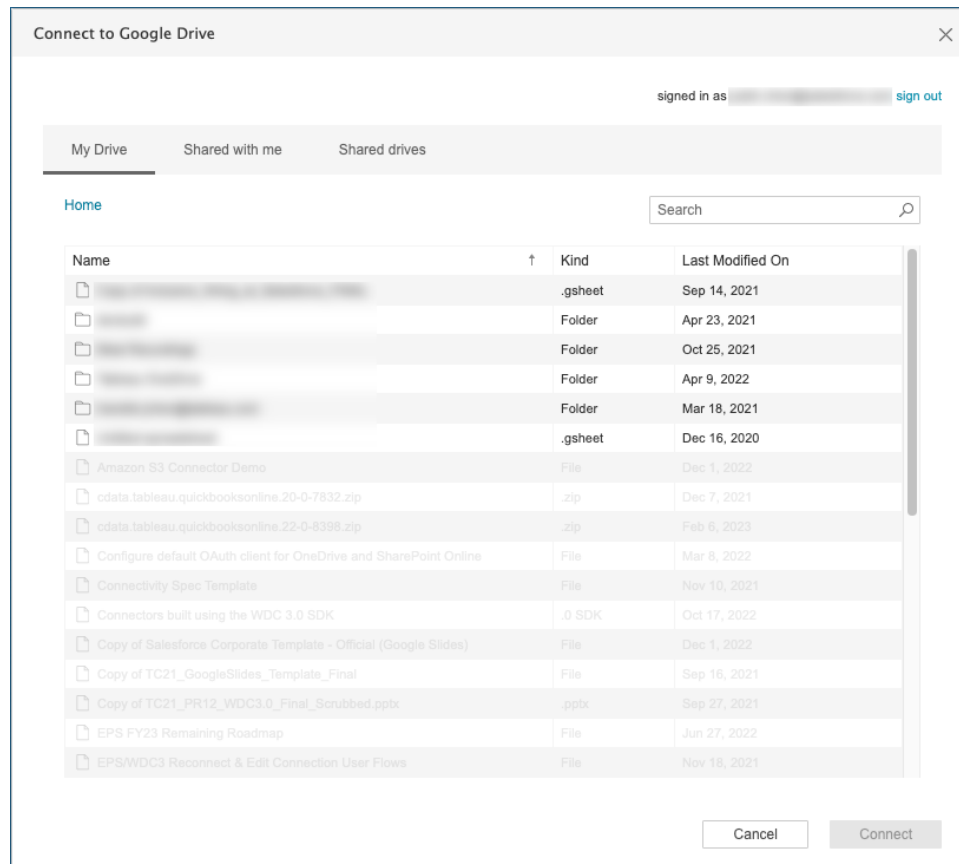 Connect to Google Drive
signed in as sign out
My Drive Shared with me Shared drives
Home
Search
Name ↑ Kind Last Modified On
.gsheet Sep 14, 2021
Folder Apr 23, 2021
Folder Oct 25, 2021
Folder Apr 9, 2022
Folder Mar 18, 2021
.gsheet Dec 16, 2020
Amazon S3 Connector Demo File Dec 1, 2022
cdata.tableau.quickbooksonline.20-0-7832.zip .zip Dec 7, 2021
cdata.tableau.quickbooksonline.22-0-8398.zip .zip Feb 6, 2023
Configure default OAuth client for OneDrive and SharePoint Online File Mar 8, 2022
Connectivity Spec Template File Nov 10, 2021
Connectors built using the WDC 3.0 SDK .0 SDK Oct 17, 2022
Copy of Salesforce Corporate Template - Official (Google Slides) File Dec 1, 2022
Copy of TC21_GoogleSlides_Template_Final File Sep 16, 2021
Copy of TC21_PR12_WDC3.0_Final_Scrubbed.pptx .pptx Sep 27, 2021
EPS FY23 Remaining Roadmap File Jun 27, 2022
EPS/WDC3 Reconnect & Edit Connection User Flows File Nov 18, 2021
Cancel Connect